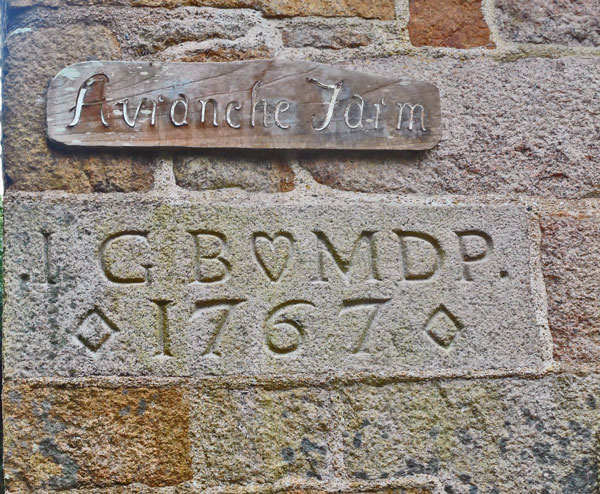 Avranche Farm
.I GB♡MDP.
◇1767◇